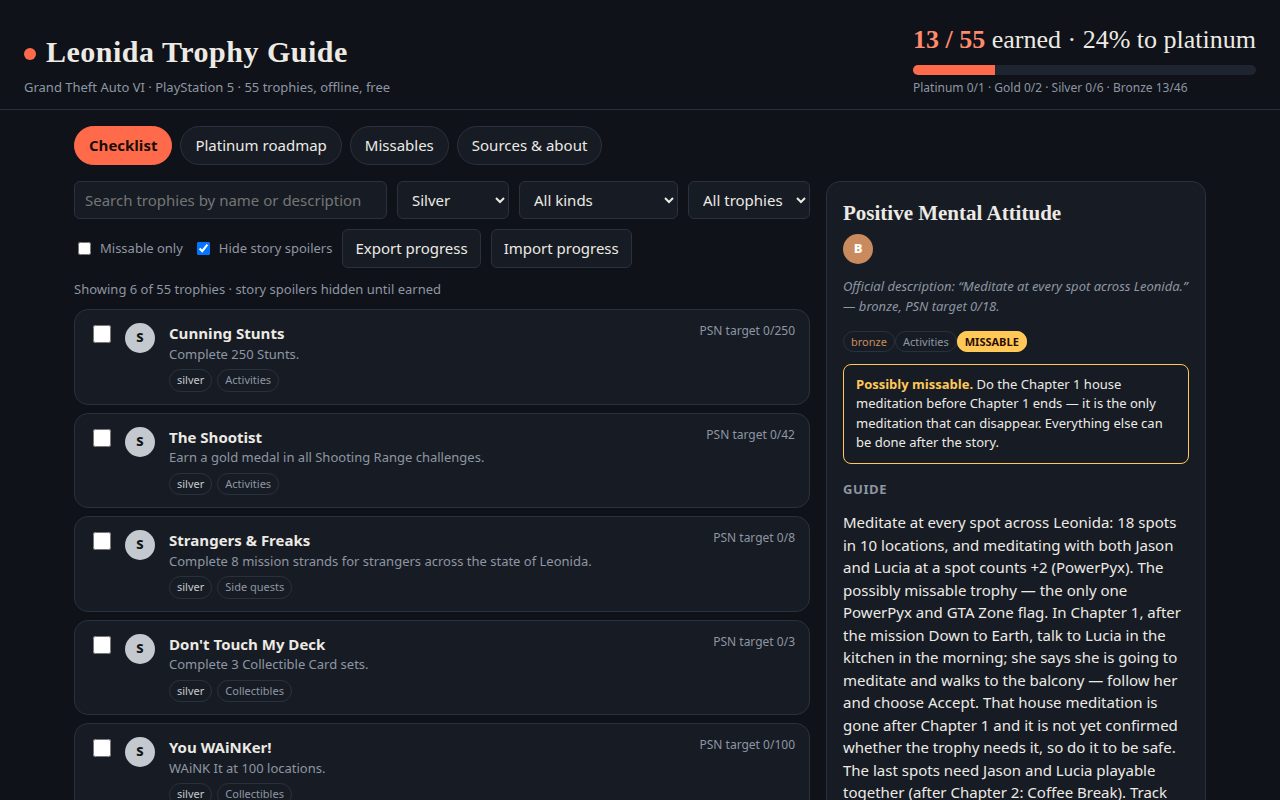 Leonida Trophy Guide
Grand Theft Auto VI · PlayStation 5 · 55 trophies, offline, free
13 / 55 earned · 24% to platinum
Platinum 0/1 · Gold 0/2 · Silver 0/6 · Bronze 13/46
Checklist
Platinum roadmap
Missables
Sources & about
Search trophies by name or description
Silver
All kinds
All trophies
Missable only
Hide story spoilers
Export progress
Import progress
Showing 6 of 55 trophies · story spoilers hidden until earned
S
Cunning Stunts
PSN target 0/250
Complete 250 Stunts.
silver
Activities
S
The Shootist
PSN target 0/42
Earn a gold medal in all Shooting Range challenges.
silver
Activities
S
Strangers & Freaks
PSN target 0/8
Complete 8 mission strands for strangers across the state of Leonida.
silver
Side quests
S
Don't Touch My Deck
PSN target 0/3
Complete 3 Collectible Card sets.
silver
Collectibles
S
You WAiNKer!
PSN target 0/100
WAiNK It at 100 locations.
silver
Collectibles
Positive Mental Attitude
B
Official description: “Meditate at every spot across Leonida.”
— bronze, PSN target 0/18.
bronze
Activities
MISSABLE
Possibly missable. Do the Chapter 1 house
meditation before Chapter 1 ends — it is the only
meditation that can disappear. Everything else can
be done after the story.
GUIDE
Meditate at every spot across Leonida: 18 spots
in 10 locations, and meditating with both Jason
and Lucia at a spot counts +2 (PowerPyx). The
possibly missable trophy — the only one
PowerPyx and GTA Zone flag. In Chapter 1, after
the mission Down to Earth, talk to Lucia in the
kitchen in the morning; she says she is going to
meditate and walks to the balcony — follow her
and choose Accept. That house meditation is
gone after Chapter 1 and it is not yet confirmed
whether the trophy needs it, so do it to be safe.
The last spots need Jason and Lucia playable
together (after Chapter 2: Coffee Break). Track